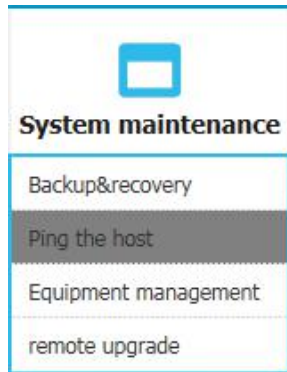 System maintenance
Backup&recovery
Ping the host
Equipment management
remote upgrade